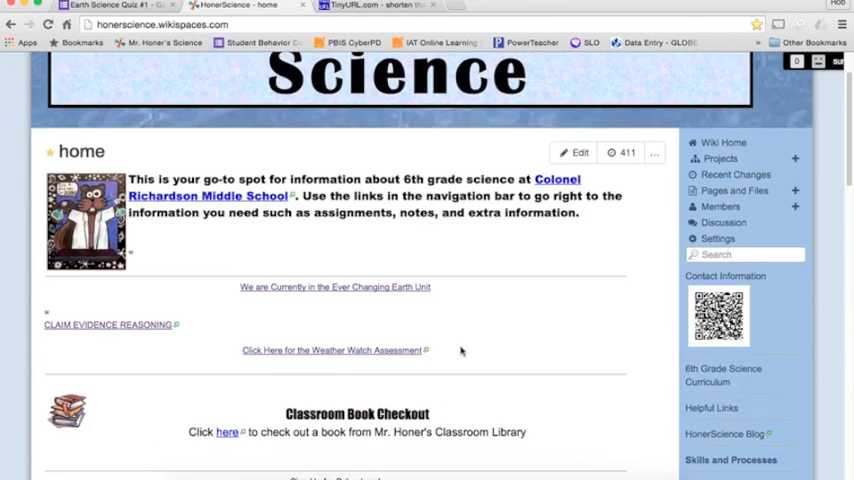 Earth Science Quiz #1 - G
HonerScience - home
TinyURL.com - shorten th
Rob
honerscience.wikispaces.com
Apps
Bookmarks
Mr. Honer's Science
Student Behavior C
PBIS CyberPD
IAT Online Learning
PowerTeacher
SLO
Data Entry - GLOBE
»
Other Bookmarks
Science
0
home
Edit
411
...
This is your go-to spot for information about 6th grade science at Colonel
Richardson Middle School. Use the links in the navigation bar to go right to the
information you need such as assignments, notes, and extra information.
=
We are Currently in the Ever Changing Earth Unit
=
CLAIM EVIDENCE REASONING
Click Here for the Weather Watch Assessment
Classroom Book Checkout
Click here to check out a book from Mr. Honer's Classroom Library
Wiki Home
Projects
Recent Changes
Pages and Files
Members
Discussion
Settings
Search
Contact Information
6th Grade Science
Curriculum
Helpful Links
HonerScience Blog
Skills and Processes